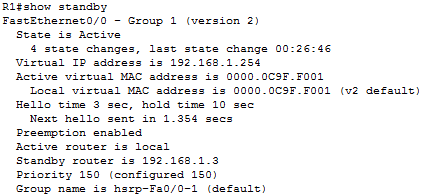 R1#show standby
FastEthernet0/0 - Group 1 (version 2)
State is Active
4 state changes, last state change 00:26:46
Virtual IP address is 192.168.1.254
Active virtual MAC address is 0000.0C9F.F001
Local virtual MAC address is 0000.0C9F.F001 (v2 default)
Hello time 3 sec, hold time 10 sec
Next hello sent in 1.354 secs
Preemption enabled
Active router is local
Standby router is 192.168.1.3
Priority 150 (configured 150)
Group name is hsrp-Fa0/0-1 (default)